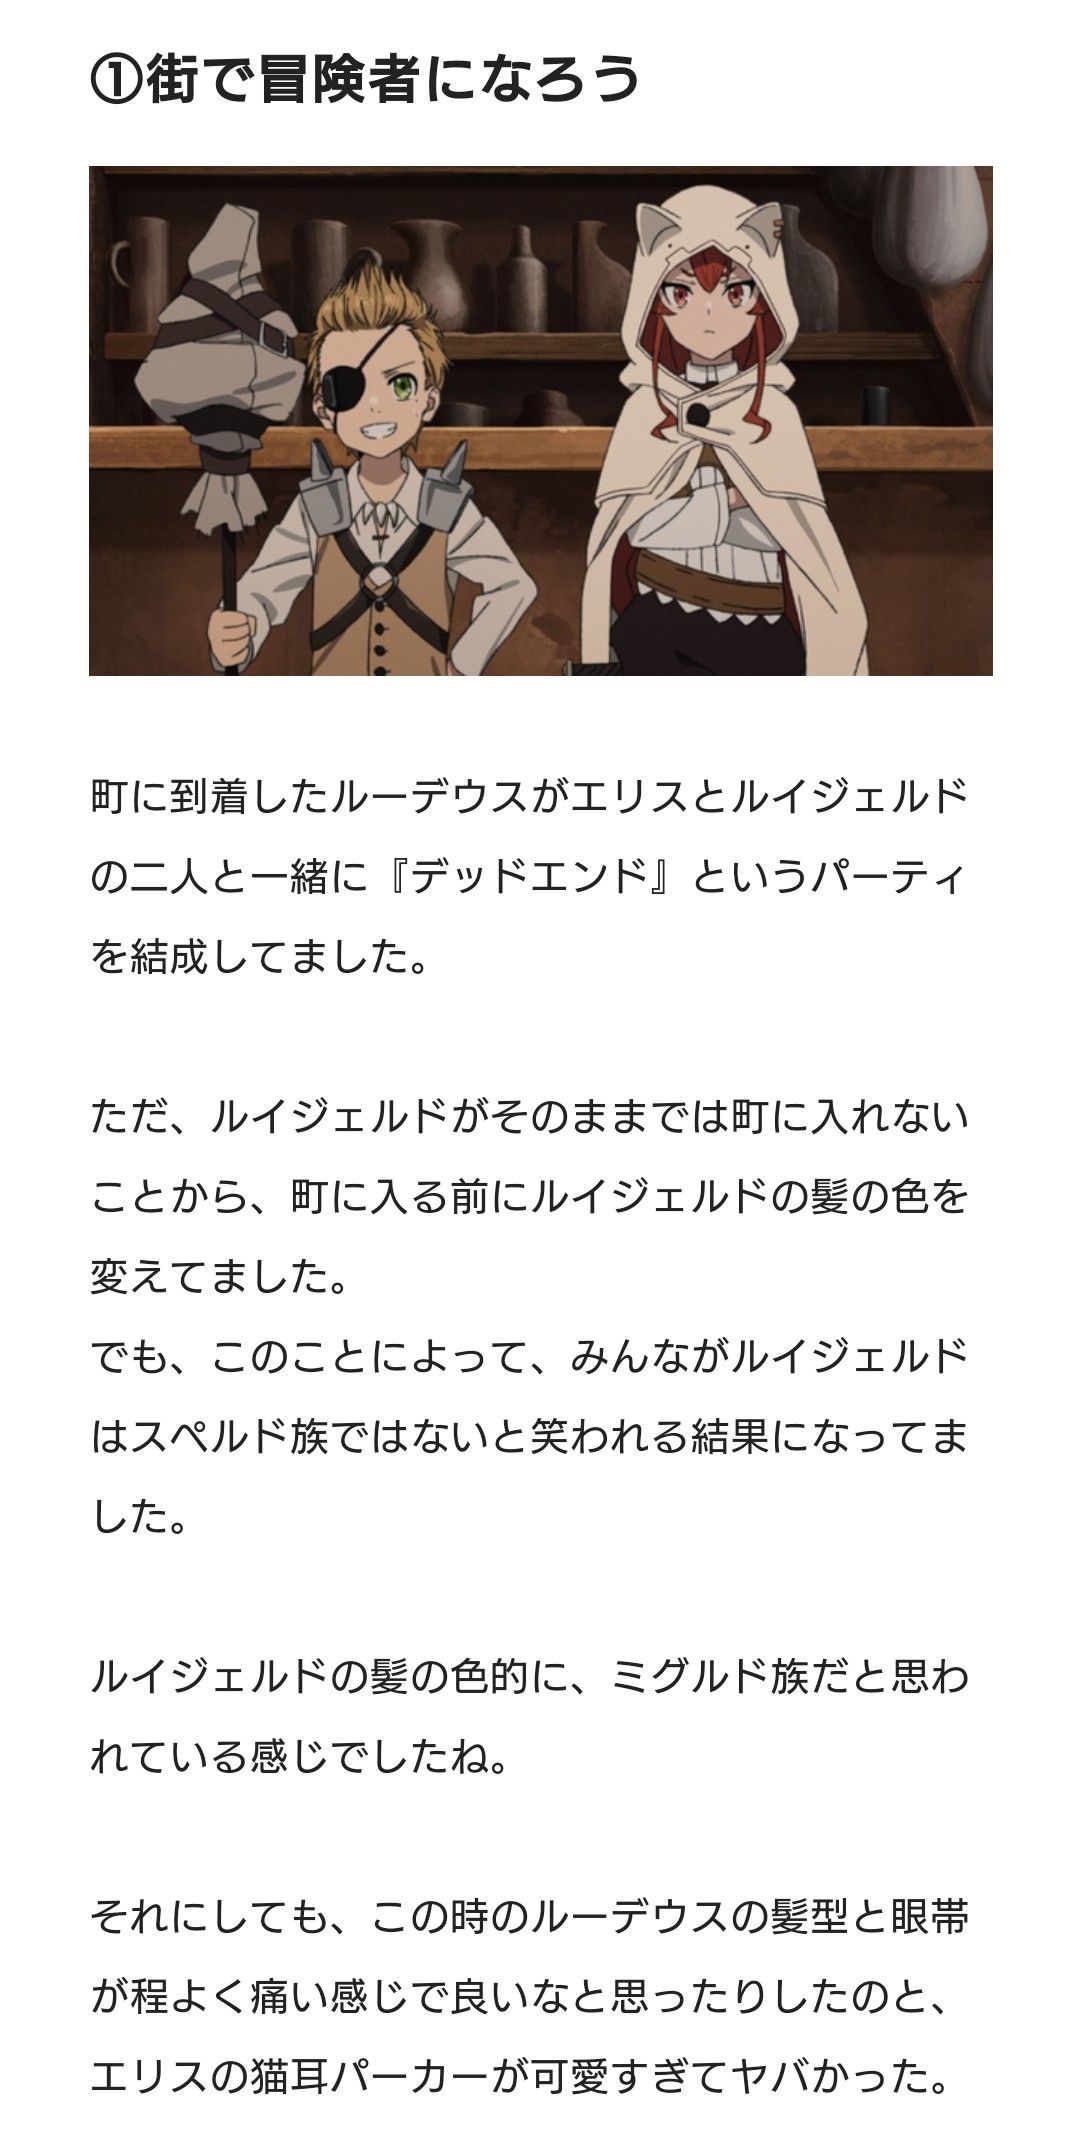 ①街で冒険者になろう
町に到着したルーデウスがエリスとルイジェルド
の二人と一緒に『デッドエンド』というパーティ
を結成してました。
ただ、ルイジェルドがそのままでは町に入れない
ことから、町に入る前にルイジェルドの髪の色を
変えてました。
でも、このことによって、みんながルイジェルド
はスペルド族ではないと笑われる結果になってま
した。
ルイジェルドの髪の色的に、ミグルド族だと思わ
れている感じでしたね。
それにしても、この時のルーデウスの髪型と眼帯
が程よく痛い感じで良いなと思ったりしたのと、
エリスの猫耳パーカーが可愛すぎてヤバかった。